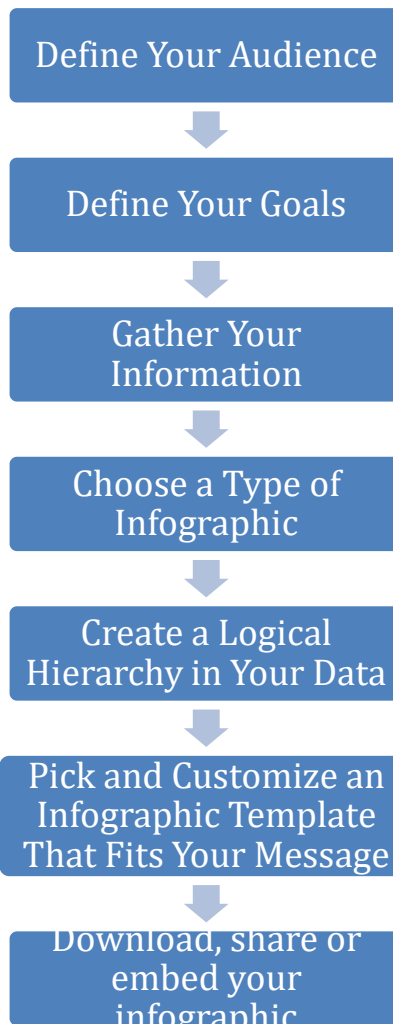 Define Your Audience
Define Your Goals
Gather Your
Information
Choose a Type of
Infographic
Create a Logical
Hierarchy in Your Data
Pick and Customize an
Infographic Template
That Fits Your Message
Download, share or
embed your
infographic